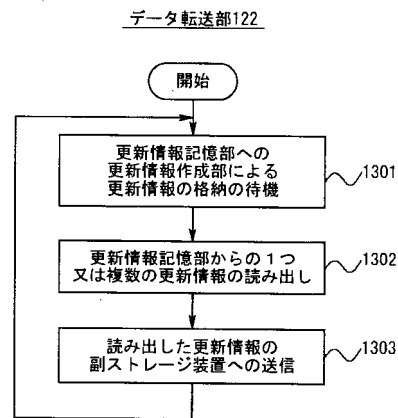 データ転送部122
開始
更新情報記憶部への
更新情報作成部による
更新情報の格納の待機
1301
更新情報記憶部からの1つ
又は複数の更新情報の読み出し
1302
読み出した更新情報の
副ストレージ装置への送信
1303